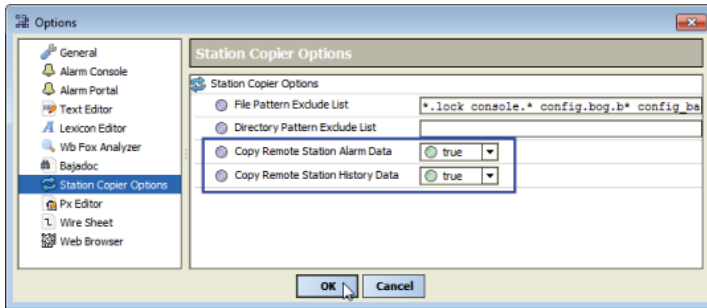 Options
General
Alarm Console
Alarm Portal
Text Editor
Lexicon Editor
Wb Fox Analyzer
Bajadoc
Station Copier Options
Px Editor
Wire Sheet
Web Browser
Station Copier Options
Station Copier Options
File Pattern Exclude List *.lock console.* config.bog.b* config_ba
Directory Pattern Exclude List
Copy Remote Station Alarm Data true
Copy Remote Station History Data true
OK Cancel